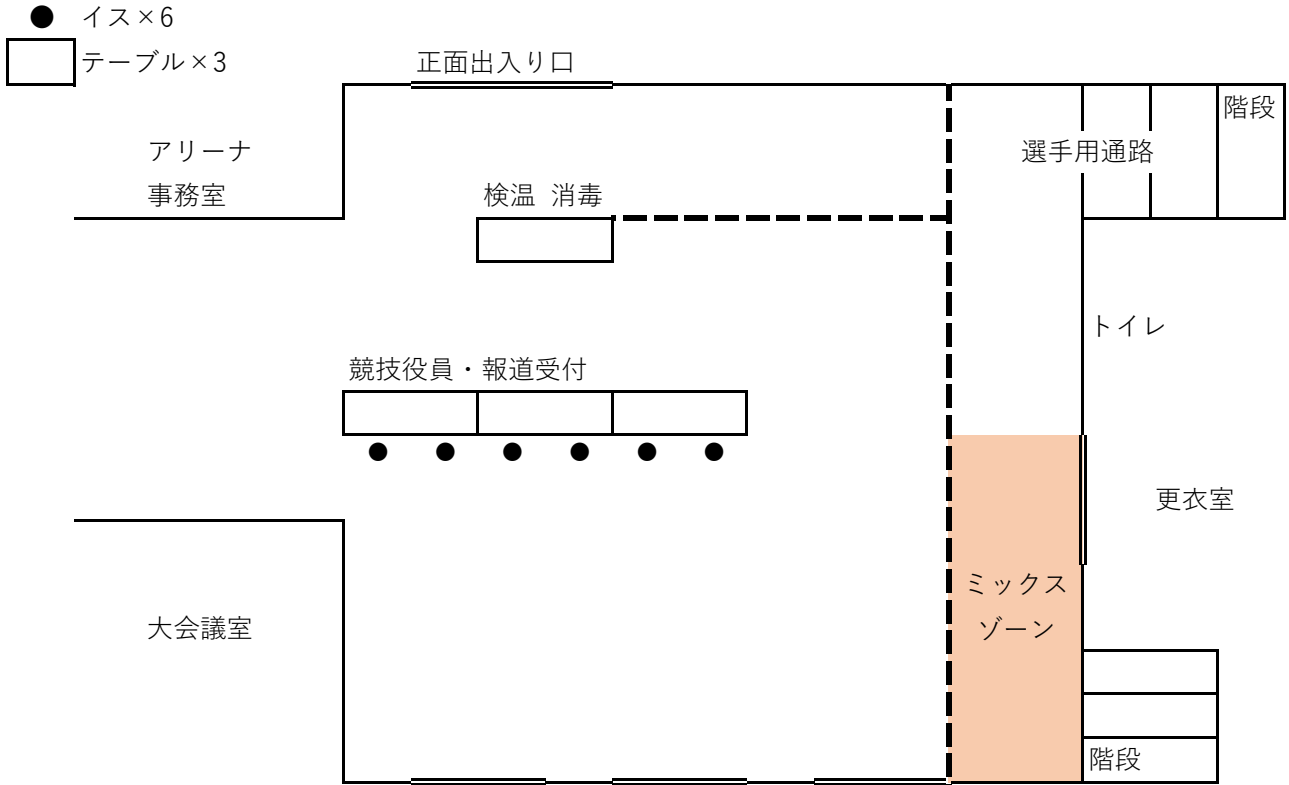 ● イス×6
テーブル×3
正面出入り口
階段
アリーナ
事務室
選手用通路
検温 消毒
トイレ
競技役員・報道受付
更衣室
ミックス
ゾーン
大会議室
階段